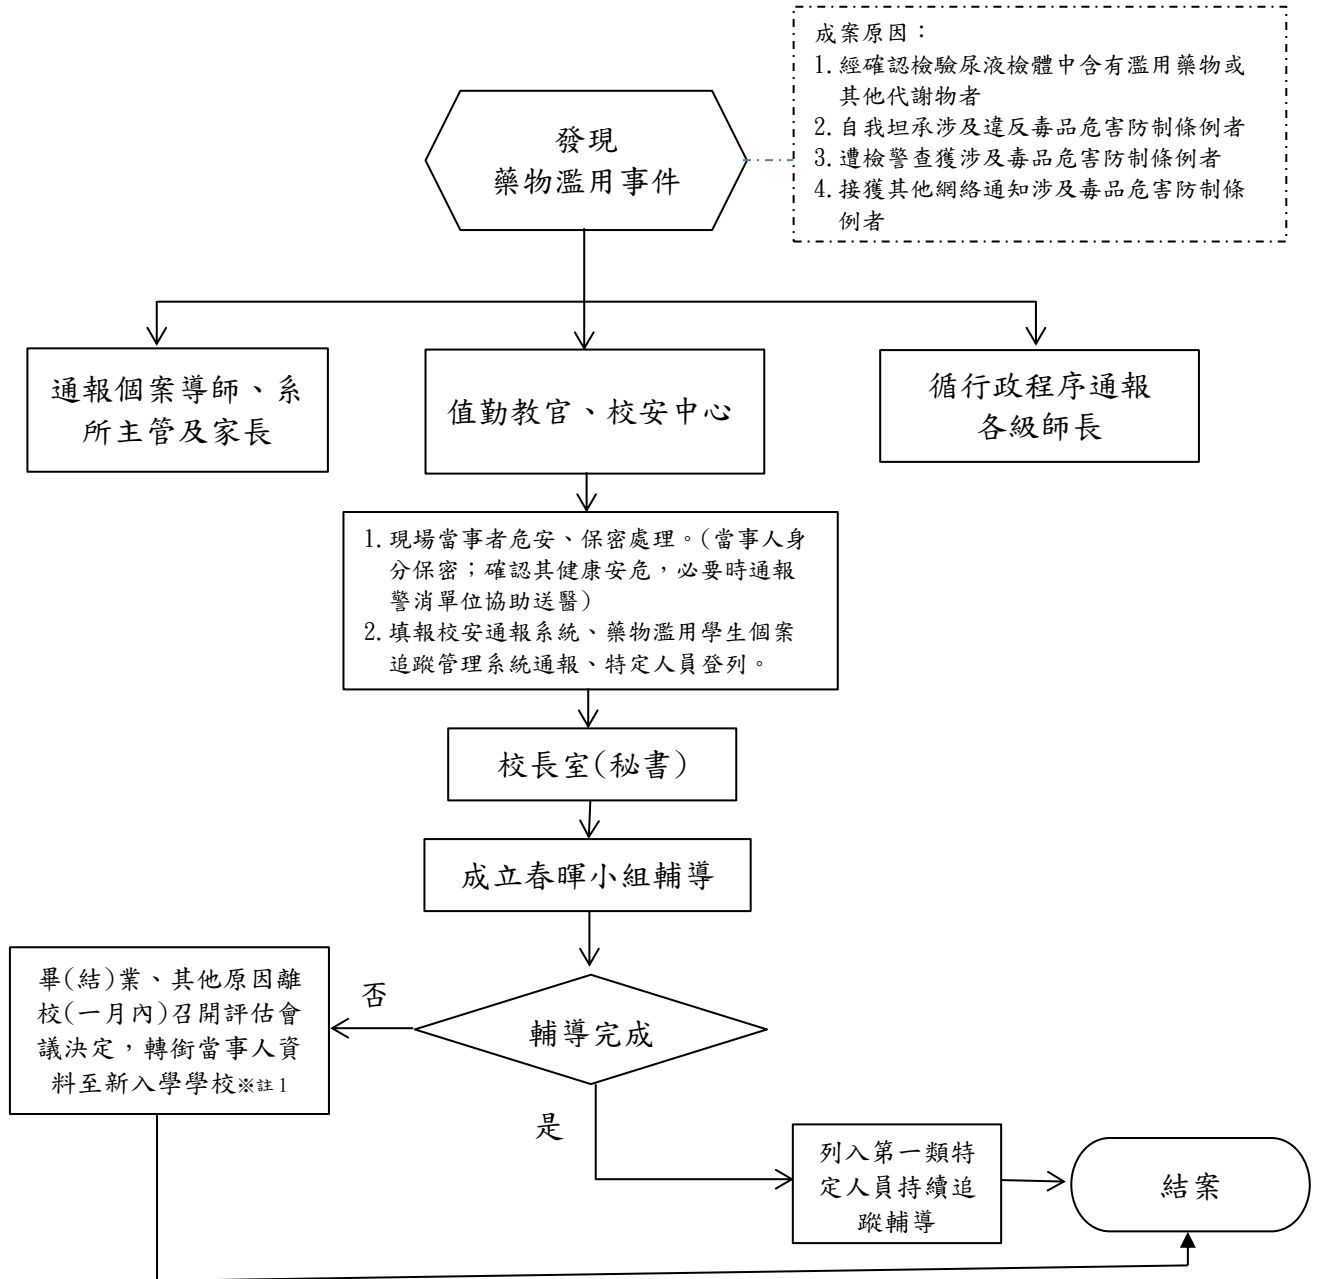 成案原因：
1.經確認檢驗尿液檢體中含有濫用藥物或
其他代謝物者
2.自我坦承涉及違反毒品危害防制條例者
3.遭檢警查獲涉及毒品危害防制條例者
4.接獲其他網絡通知涉及毒品危害防制條
例者
發現
藥物濫用事件
通報個案導師、系
所主管及家長
值勤教官、校安中心
循行政程序通報
各級師長
1.現場當事者危安、保密處理。(當事人身
分保密；確認其健康安危，必要時通報
警消單位協助送醫)
2.填報校安通報系統、藥物濫用學生個案
追蹤管理系統通報、特定人員登列。
校長室(秘書)
成立春暉小組輔導
畢(結)業、其他原因離
校(一月內)召開評估會
議決定，轉銜當事人資
料至新入學學校※註1
否
輔導完成
是
列入第一類特
定人員持續追
蹤輔導
結案